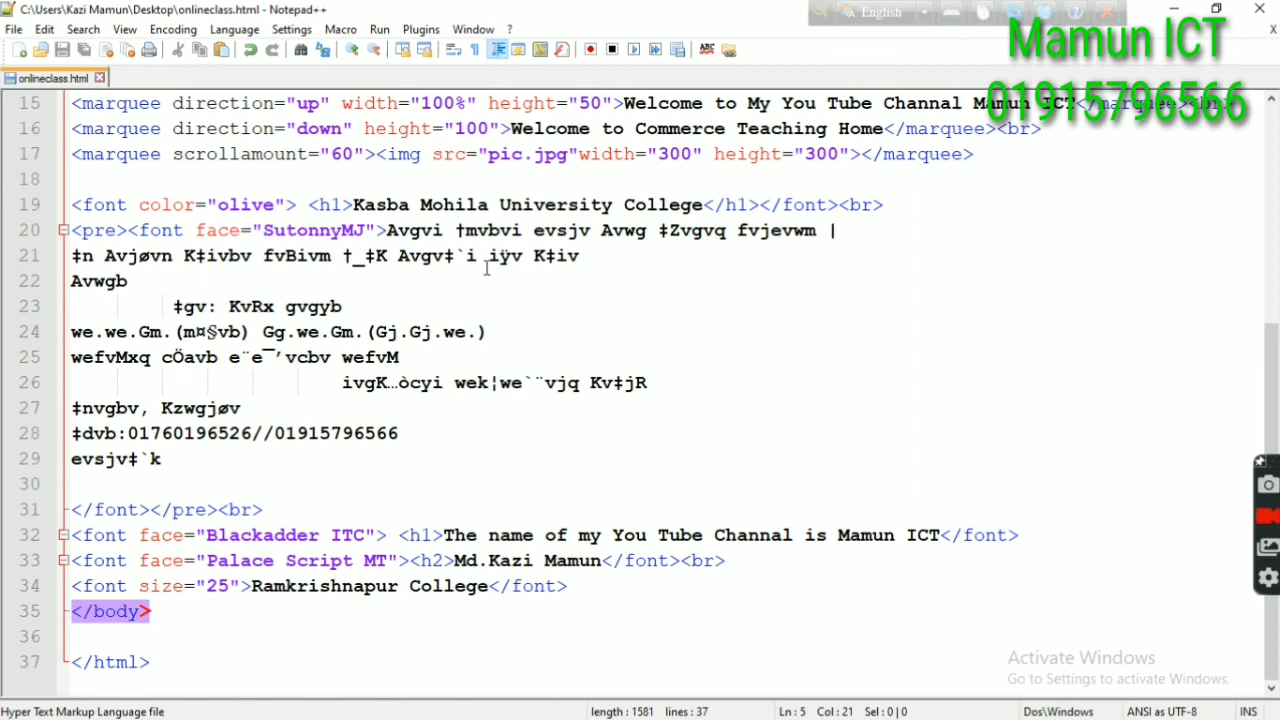 C:\Users\Kazi Mamun\Desktop\onlineclass.html - Notepad++
File Edit Search View Encoding Language Settings Macro Run Plugins Window ? X
English
Mamun ICT
01915796566
onlineclass.html
15 <marquee direction="up" width="100%" height="50">Welcome to My You Tube Channal Mamun ICT</marquee><br>
16 <marquee direction="down" height="100">Welcome to Commerce Teaching Home</marquee><br>
17 <marquee scrollamount="60"><img src="pic.jpg"width="300" height="300"></marquee>
18
19 <font color="olive"> <h1>Kasba Mohila University College</h1></font><br>
20 <pre><font face="SutonnyMJ">Avgvi †mvbvi evsjv Avwg ‡Zvgvq fvjevwm |
21 ‡n Avjøvn K‡ivbv fvBivm †_‡K Avgv‡`i iÿv K‡iv
22 Avwgb
23 ‡gv: KvRx gvgyb
24 we.we.Gm.(m¤§vb) Gg.we.Gm.(Gj.Gj.we.)
25 wefvMxq cÖavb e¨e¯’vcbv wefvM
26 ivgK…òcyi wek¦we`¨vjq Kv‡jR
27 ‡nvgbv, Kzwgjøv
28 ‡dvb:01760196526//01915796566
29 evsjv‡`k
30
31 </font></pre><br>
32 <font face="Blackadder ITC"> <h1>The name of my You Tube Channal is Mamun ICT</font>
33 <font face="Palace Script MT"><h2>Md.Kazi Mamun</font><br>
34 <font size="25">Ramkrishnapur College</font>
35 </body>
36
37 </html>
Activate Windows
Go to Settings to activate Windows.
Hyper Text Markup Language file length : 1581 lines : 37 Ln : 5 Col : 21 Sel : 0 | 0 Dos\Windows ANSI as UTF-8 INS